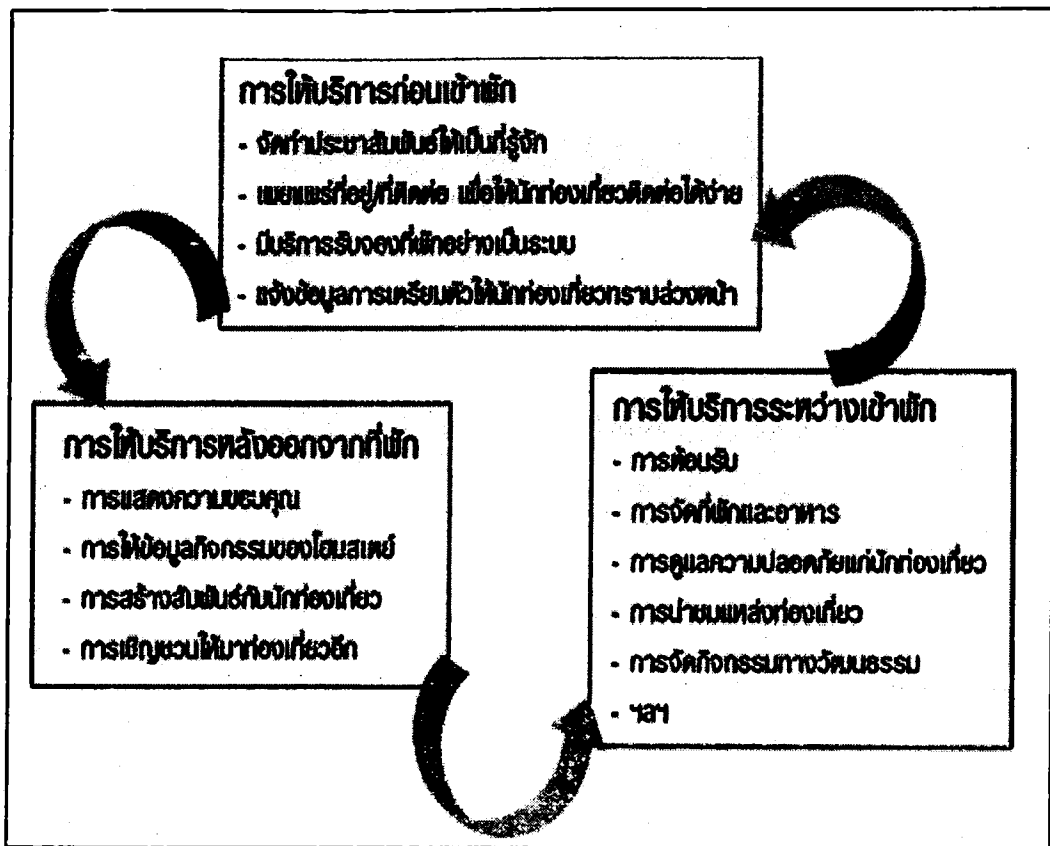 การให้บริการก่อนเข้าพัก
- จัดทำประชาสัมพันธ์ให้เป็นที่รู้จัก
- เผยแพร่ที่อยู่ที่ติดต่อ เพื่อให้นักท่องเที่ยวติดต่อได้ง่าย
- มีบริการรับจองที่พักอย่างเป็นระบบ
- แจ้งข้อมูลการเตรียมตัวให้นักท่องเที่ยวทราบล่วงหน้า
การให้บริการหลังออกจากที่พัก
- การแสดงความขอบคุณ
- การให้ข้อมูลกิจกรรมของโฮมสเตย์
- การสร้างสัมพันธ์กับนักท่องเที่ยว
- การเชิญชวนให้มาท่องเที่ยวอีก
การให้บริการระหว่างเข้าพัก
- การต้อนรับ
- การจัดที่พักและอาหาร
- การดูแลความปลอดภัยแก่นักท่องเที่ยว
- การนำชมแหล่งท่องเที่ยว
- การจัดกิจกรรมทางวัฒนธรรม
- ฯลฯ